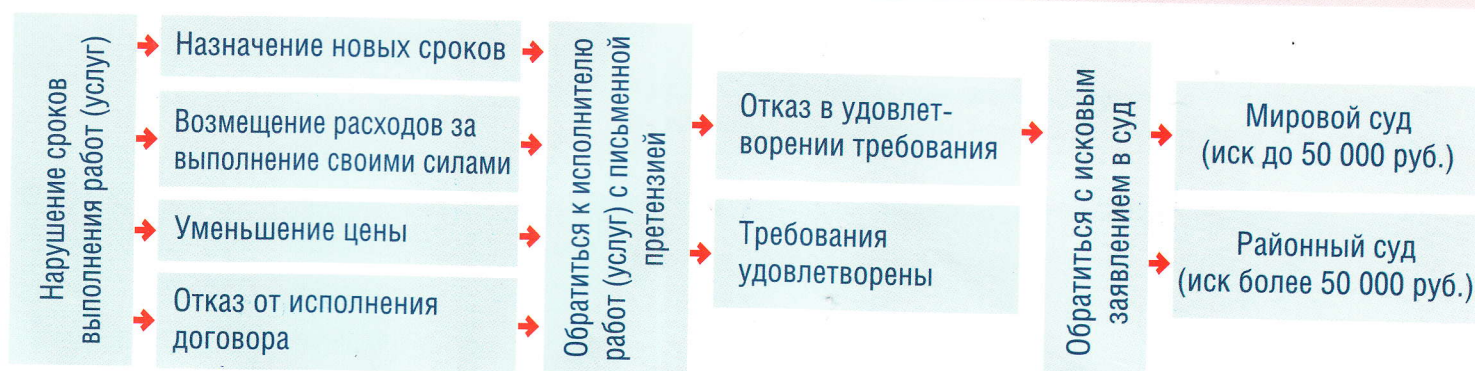 Нарушение сроков
выполнения работ (услуг)
Назначение новых сроков
Возмещение расходов за
выполнение своими силами
Уменьшение цены
Отказ от исполнения
договора
Обратиться к исполнителю
работ (услуг) с письменной
претензией
Отказ в удовлет-
ворении требования
Требования
удовлетворены
Обратиться с исковым
заявлением в суд
Мировой суд
(иск до 50 000 руб.)
Районный суд
(иск более 50 000 руб.)